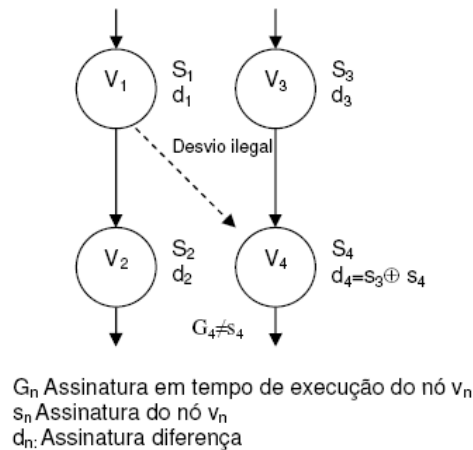 V₁ S₁ V₃ S₃
d₁ d₃
Desvio ilegal
V₂ S₂ V₄ S₄
d₂ d₄=s₃⊕ s₄
G₄≠s₄
Gₙ Assinatura em tempo de execução do nó vₙ
sₙ Assinatura do nó vₙ
dₙ: Assinatura diferença